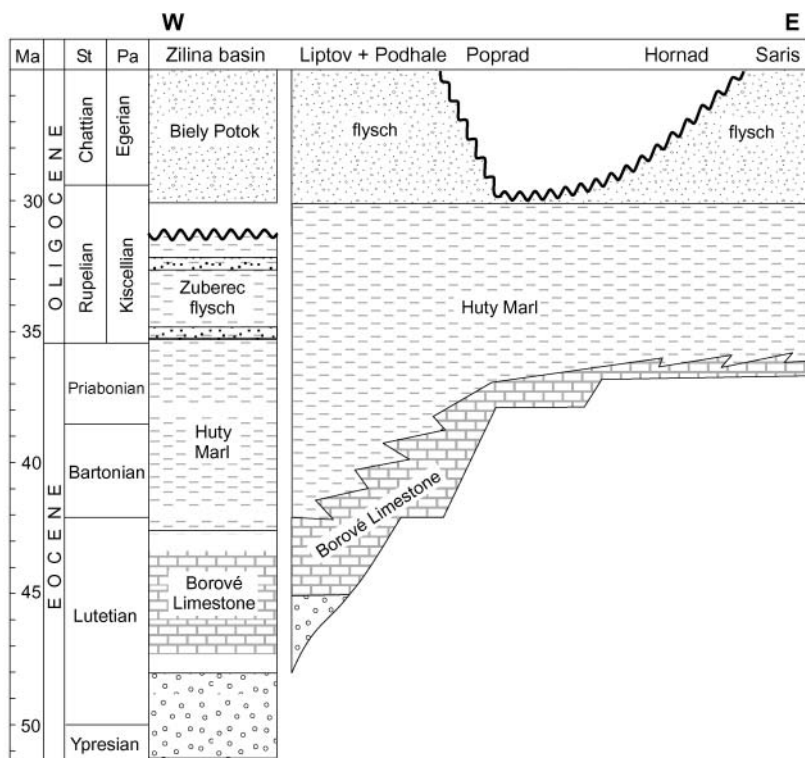 W E
Ma St Pa Zilina basin Liptov + Podhale Poprad Hornad Saris
OLIGOCENE
EOCENE
Chattian
Egerian
Rupelian
Kiscellian
Priabonian
Bartonian
Lutetian
Ypresian
30
35
40
45
50
Biely Potok
Zuberec
flysch
Huty
Marl
Borové
Limestone
flysch
flysch
Huty Marl
Borové Limestone